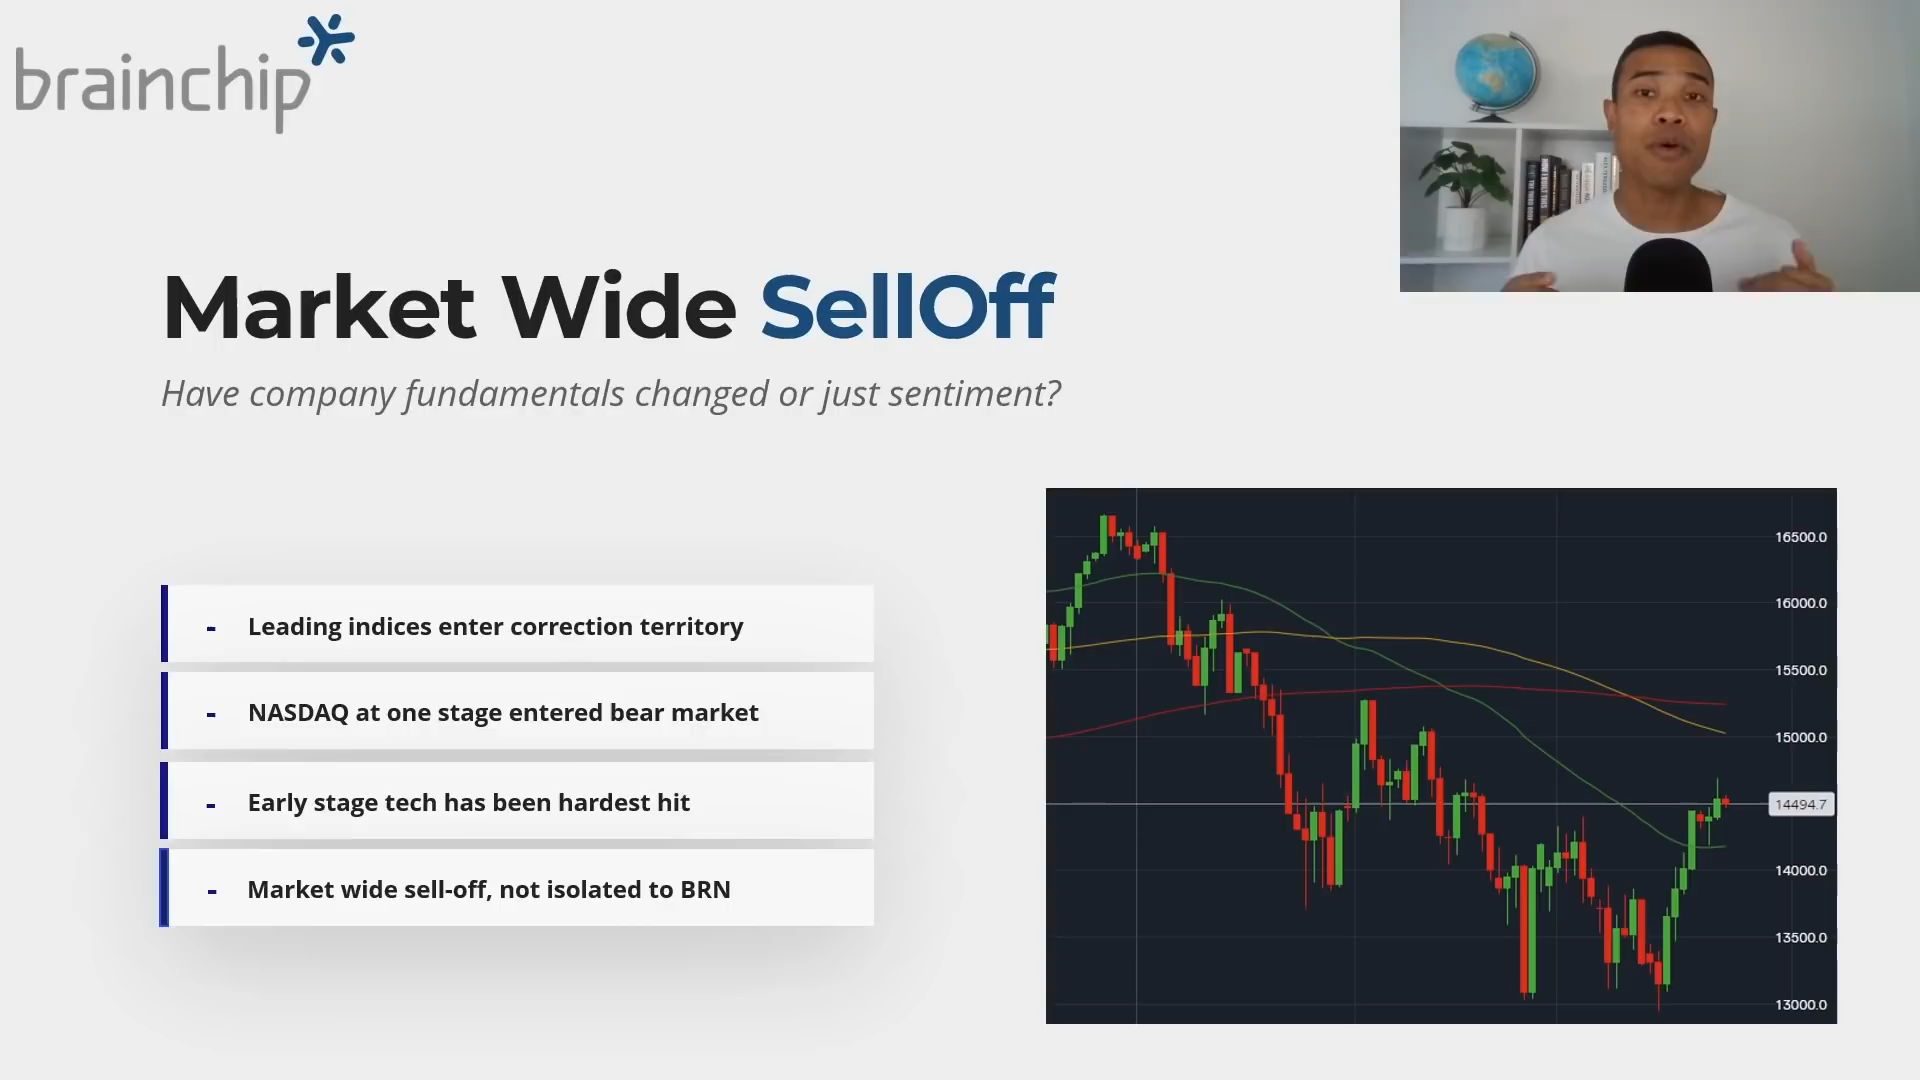 brainchip
Market Wide SellOff
Have company fundamentals changed or just sentiment?
- Leading indices enter correction territory
- NASDAQ at one stage entered bear market
- Early stage tech has been hardest hit
- Market wide sell-off, not isolated to BRN
16500.0
16000.0
15500.0
15000.0
14494.7
14000.0
13500.0
13000.0